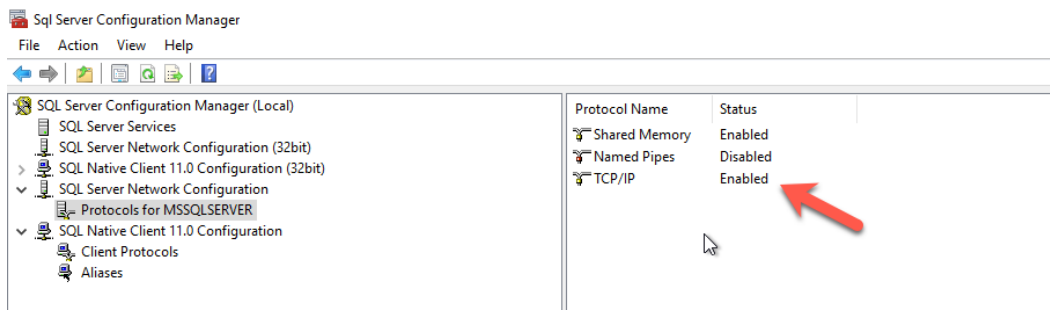 Sql Server Configuration Manager
File Action View Help
SQL Server Configuration Manager (Local)
SQL Server Services
SQL Server Network Configuration (32bit)
SQL Native Client 11.0 Configuration (32bit)
SQL Server Network Configuration
Protocols for MSSQLSERVER
SQL Native Client 11.0 Configuration
Client Protocols
Aliases
Protocol Name Status
Shared Memory Enabled
Named Pipes Disabled
TCP/IP Enabled